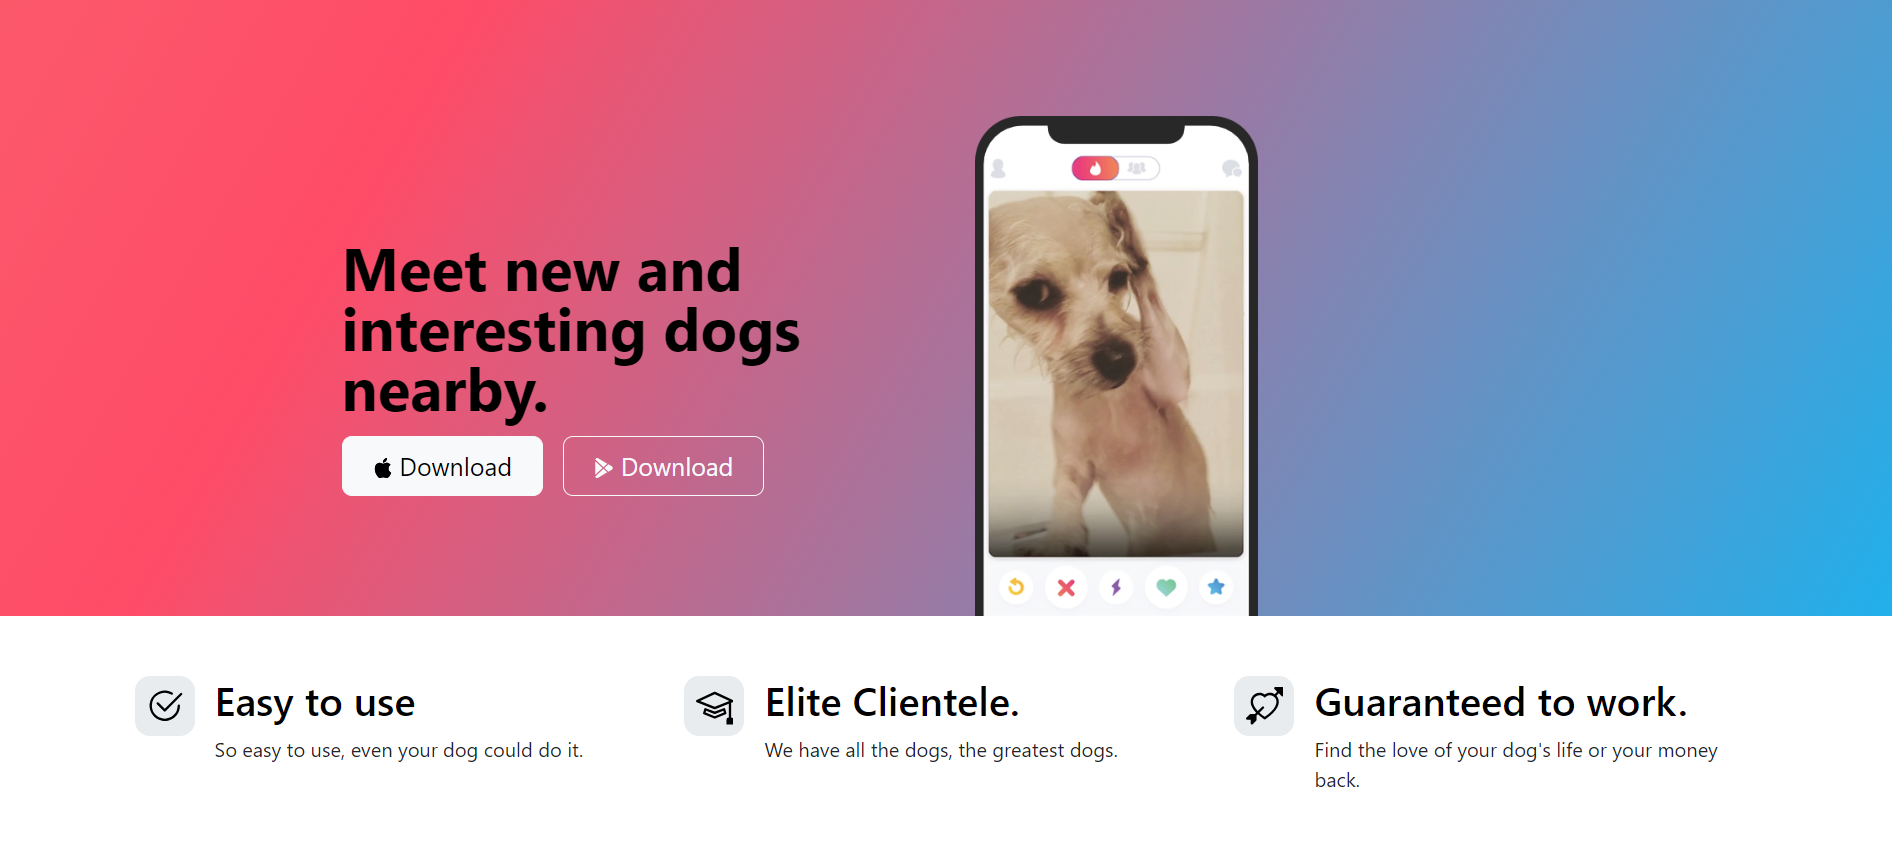 Meet new and
interesting dogs
nearby.
Download
Download
Easy to use
So easy to use, even your dog could do it.
Elite Clientele.
We have all the dogs, the greatest dogs.
Guaranteed to work.
Find the love of your dog's life or your money
back.